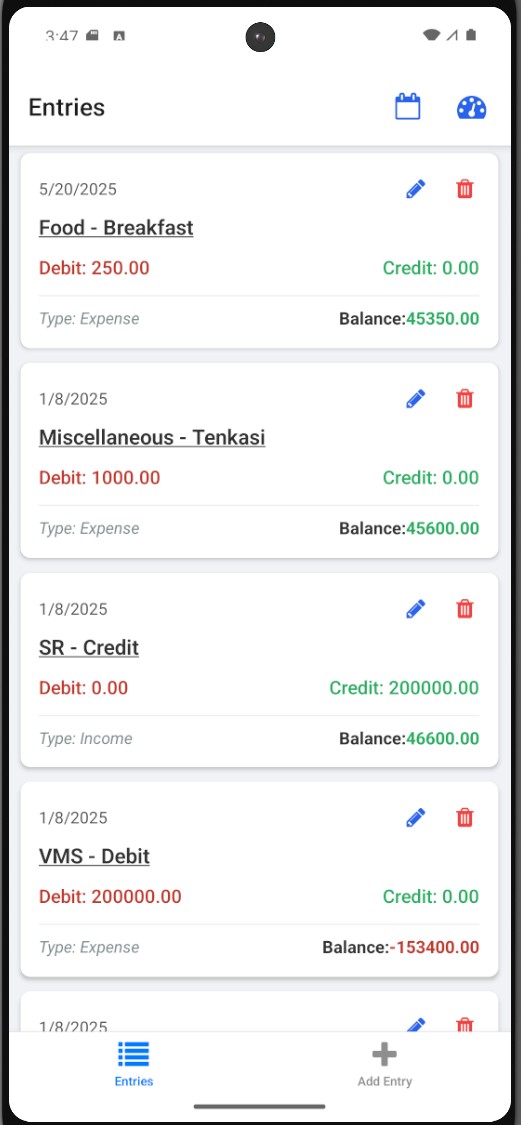 3:47
Entries
5/20/2025
Food - Breakfast
Debit: 250.00 Credit: 0.00
Type: Expense Balance:45350.00
1/8/2025
Miscellaneous - Tenkasi
Debit: 1000.00 Credit: 0.00
Type: Expense Balance:45600.00
1/8/2025
SR - Credit
Debit: 0.00 Credit: 200000.00
Type: Income Balance:46600.00
1/8/2025
VMS - Debit
Debit: 200000.00 Credit: 0.00
Type: Expense Balance:-153400.00
1/8/2025
Entries Add Entry